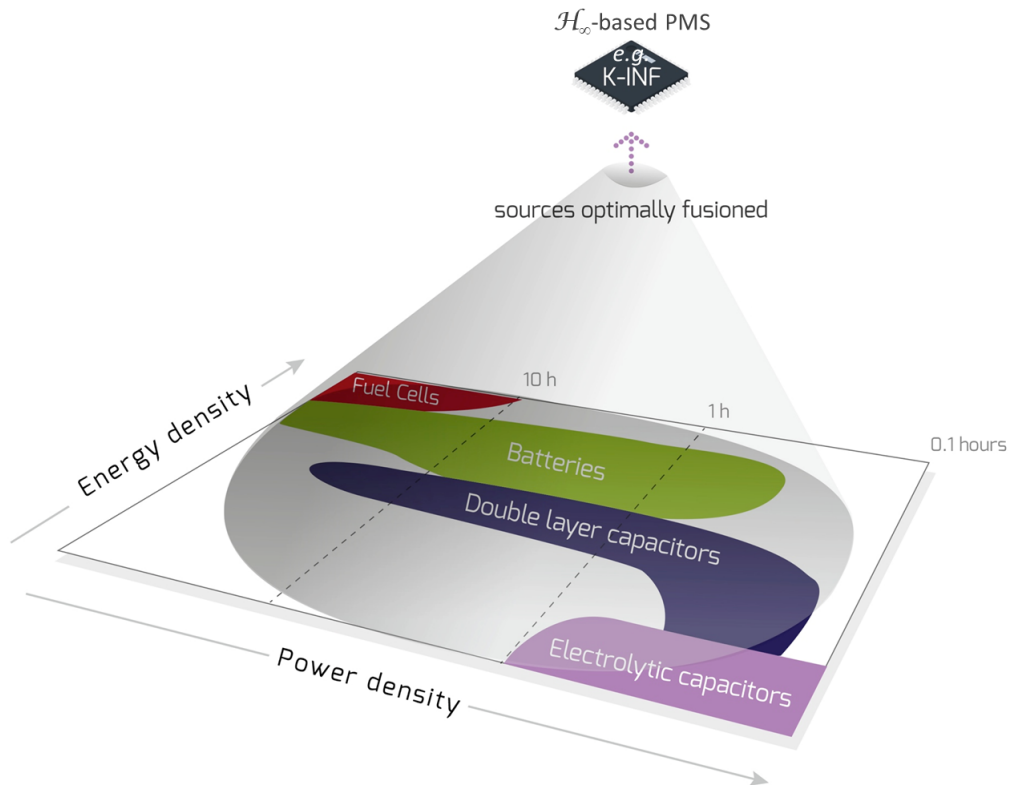 ℋ∞-based PMS
e.g.
K-INF
sources optimally fusioned
10 h
1 h
0.1 hours
Fuel Cells
Batteries
Double layer capacitors
Electrolytic capacitors
Energy density
Power density